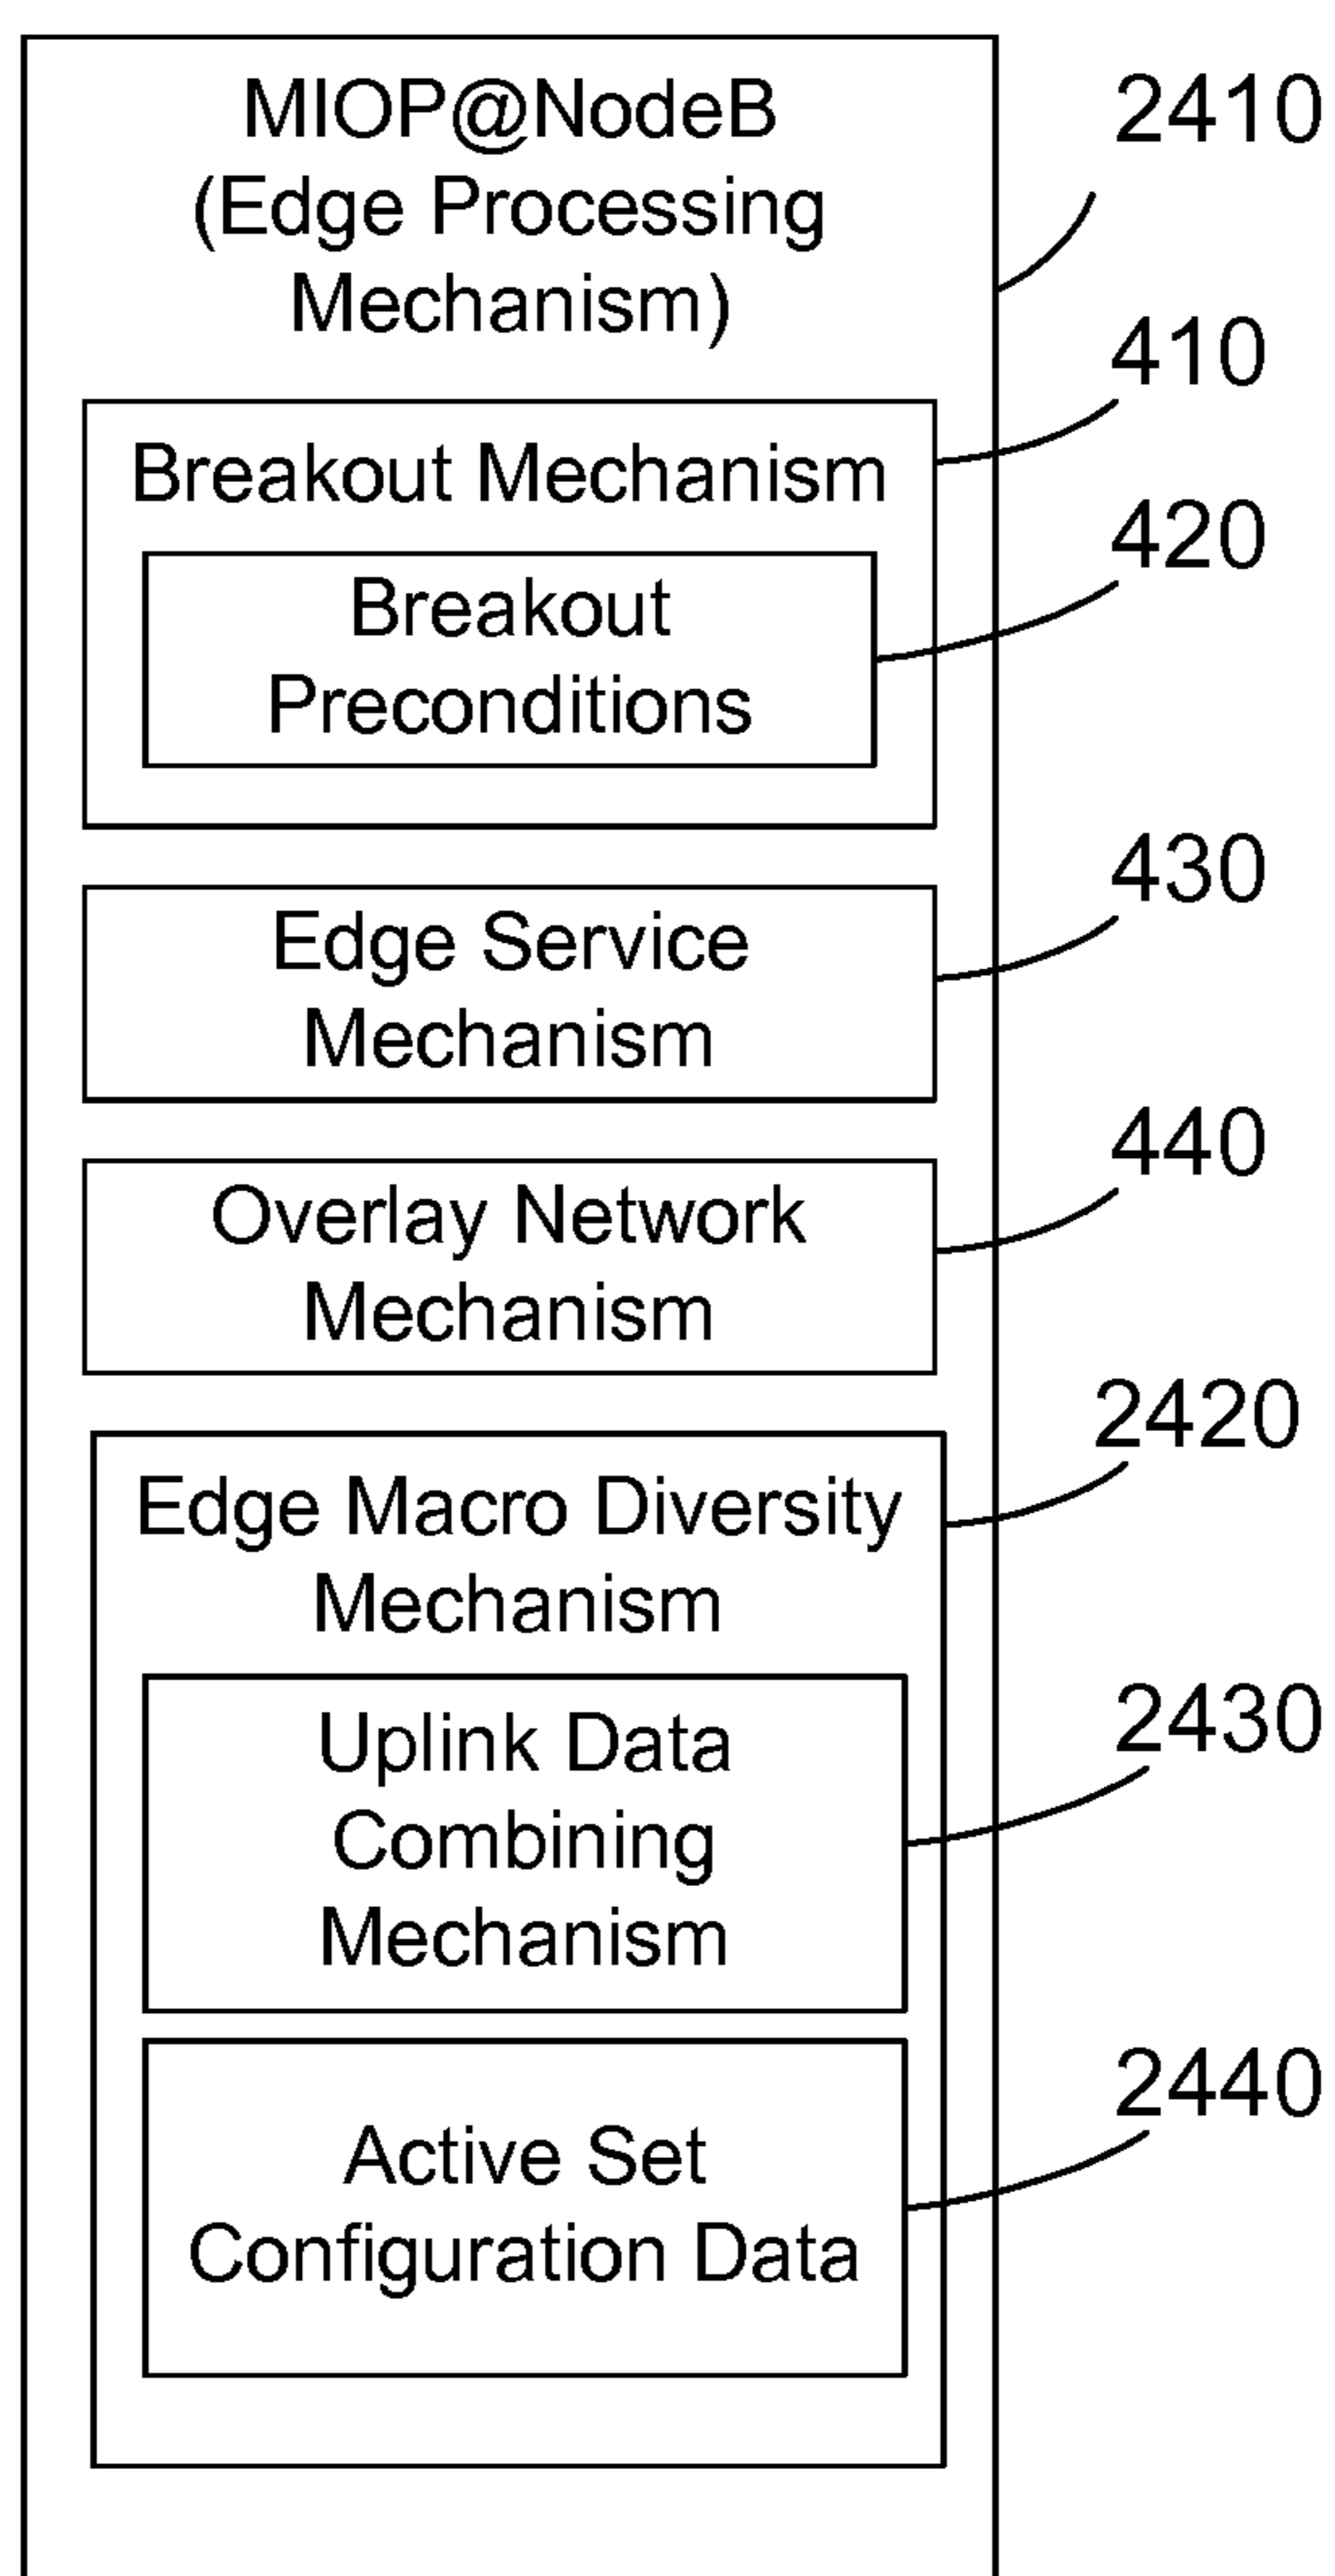 MIOP@NodeB
2410
(Edge Processing
Mechanism)
410
Breakout Mechanism
420
Breakout
Preconditions
430
Edge Service
Mechanism
440
Overlay Network
Mechanism
2420
Edge Macro Diversity
Mechanism
2430
Uplink Data
Combining
Mechanism
2440
Active Set
Configuration Data